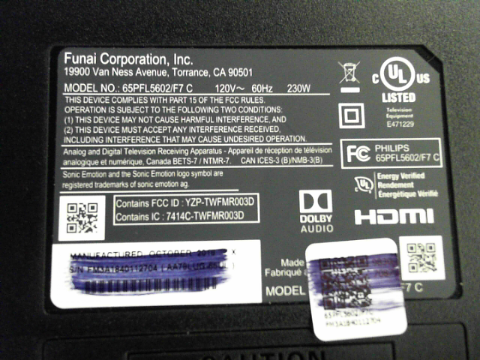 Funai Corporation, Inc.
19900 Van Ness Avenue, Torrance, CA 90501
MODEL NO.: 65PFL5602/F7 C 120V～ 60Hz 230W
THIS DEVICE COMPLIES WITH PART 15 OF THE FCC RULES.
OPERATION IS SUBJECT TO THE FOLLOWING TWO CONDITIONS:
(1) THIS DEVICE MAY NOT CAUSE HARMFUL INTERFERENCE, AND
(2) THIS DEVICE MUST ACCEPT ANY INTERFERENCE RECEIVED,
INCLUDING INTERFERENCE THAT MAY CAUSE UNDESIRED OPERATION.
Analog and Digital Television Receiving Apparatus - Appareil de réception de télévision
analogique et numérique, Canada BETS-7 / NTMR-7. CAN ICES-3 (B)/NMB-3(B)
Sonic Emotion and the Sonic Emotion logo symbol are
registered trademarks of sonic emotion ag.
Contains FCC ID : YZP-TWFMR003D
Contains IC : 7414C-TWFMR003D
C UL US
LISTED
Television
Equipment
E471229
FC PHILIPS
65PFL5602/F7 C
UL Energy Verified
Rendement
Énergétique Vérifié
DOLBY
AUDIO
HDMI
MANUFACTURED OCTOBER
Made
Fabriqué
MODEL
F7 C
65PFL5602/F7
CAUTION